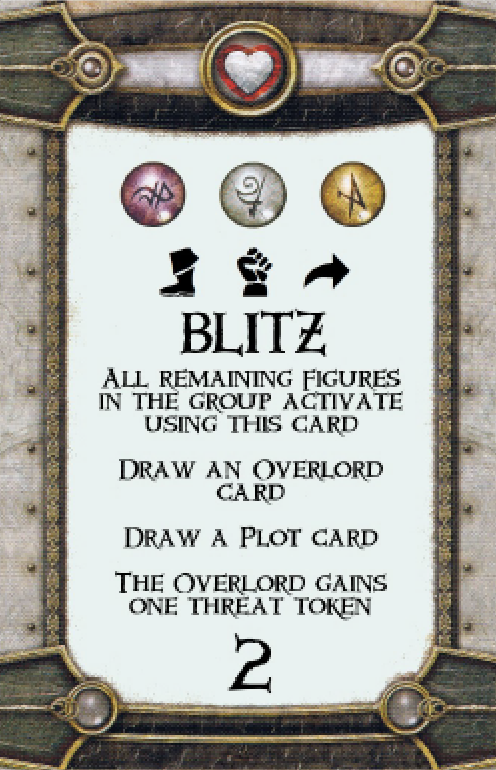 BLITZ
ALL REMAINING FIGURES
IN THE GROUP ACTIVATE
USING THIS CARD
DRAW AN OVERLORD
CARD
DRAW A PLOT CARD
THE OVERLORD GAINS
ONE THREAT TOKEN
2